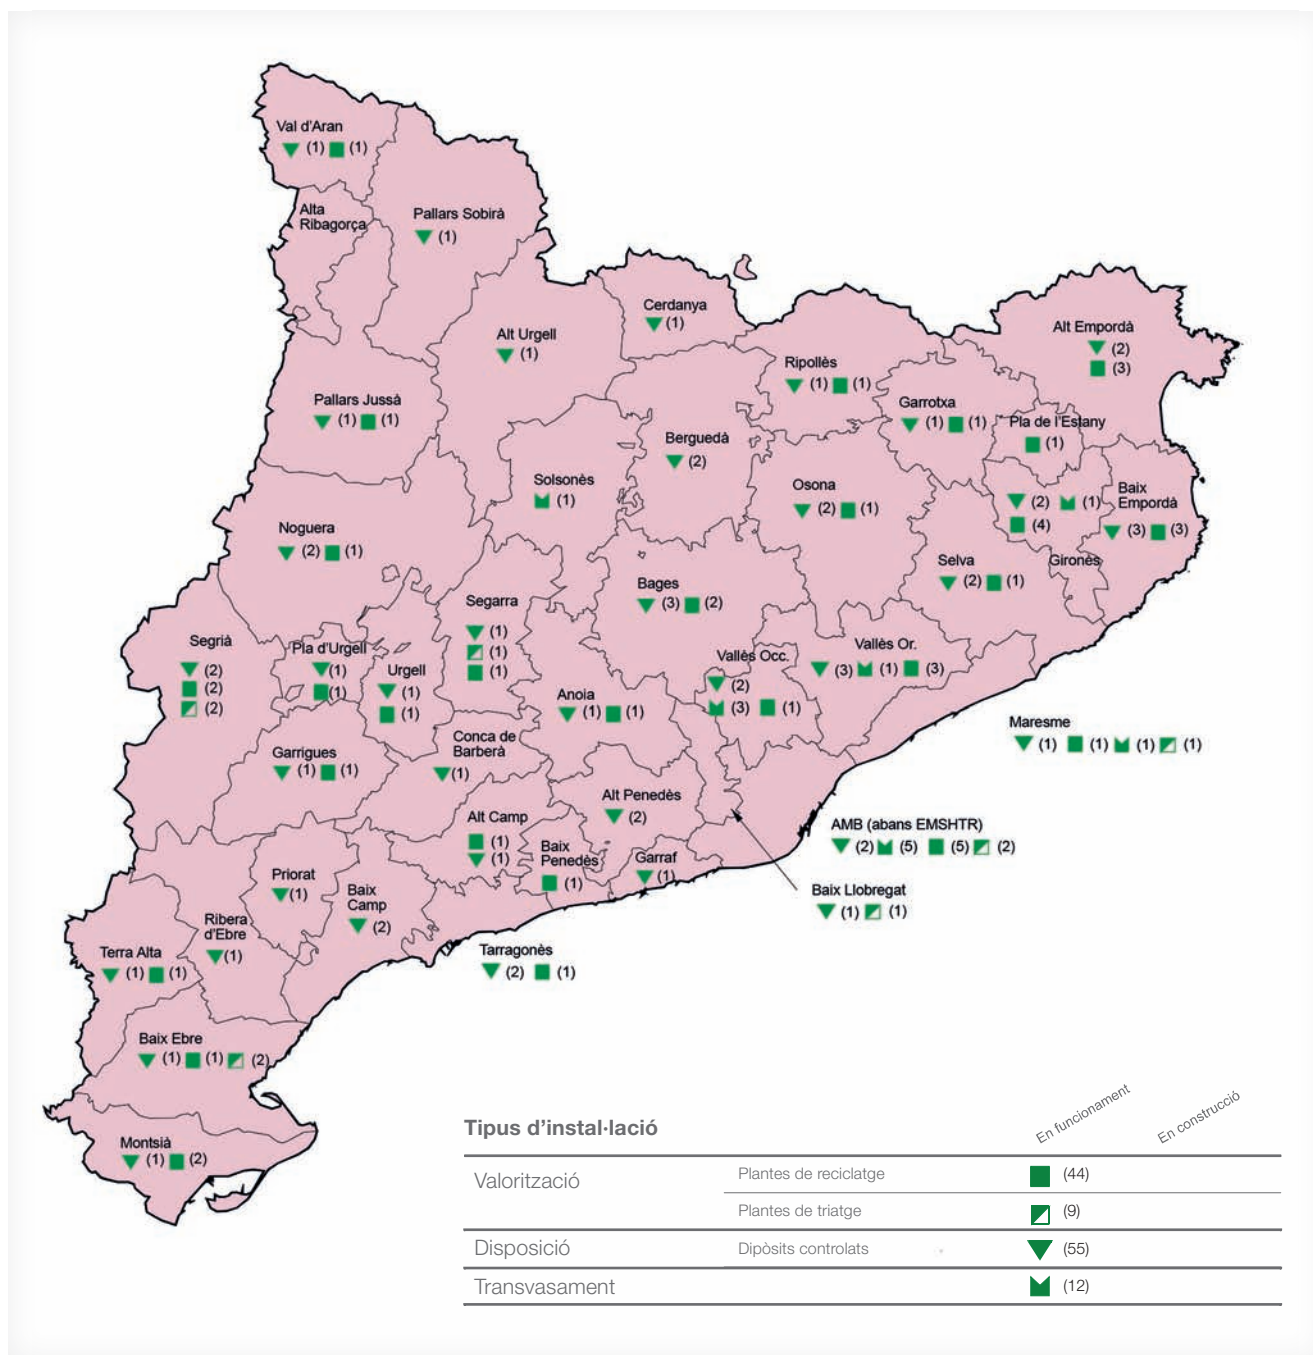 Val d'Aran
(1) (1)
Alta
Ribagorça
Pallars Sobirà
(1)
Cerdanya
(1)
Alt Urgell
(1)
Alt Empordà
(2)
(3)
Ripollès
(1) (1)
Pallars Jussà
(1) (1)
Garrotxa
(1) (1)
Pla de l'Estany
(1)
Berguedà
(2)
Solsonès
(1)
Osona
(2) (1)
(2) (1)
(4)
Gironès
Baix
Empordà
(3) (3)
Noguera
(2) (1)
Selva
(2) (1)
Bages
(3) (2)
Segarra
(1)
(1)
(1)
Segrià
(2)
(2)
(2)
Pla d'Urgell
(1)
(1)
Urgell
(1)
(1)
Vallès Occ.
(2)
(3) (1)
Vallès Or.
(3) (1) (3)
Anoia
(1) (1)
Maresme
(1) (1) (1) (1)
Conca de
Barberà
(1)
Garrigues
(1) (1)
Alt Penedès
(2)
Alt Camp
(1)
(1)
AMB (abans EMSHTR)
(2) (5) (5) (2)
Baix
Penedès
(1)
Garraf
(1)
Priorat
(1)
Baix
Camp
(2)
Baix Llobregat
(1) (1)
Ribera
d'Ebre
(1)
Terra Alta
(1) (1)
Tarragonès
(2) (1)
Baix Ebre
(1) (1) (2)
Montsià
(1) (2)
Tipus d'instal·lació
En funcionament
En construcció
Valorització
Plantes de reciclatge (44)
Plantes de triatge (9)
Disposició Dipòsits controlats (55)
Transvasament (12)